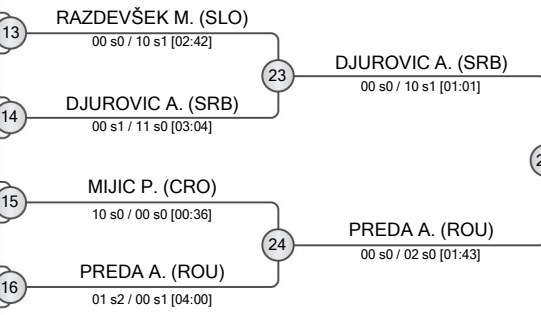 13
RAZDEVŠEK M. (SLO)
00 s0 / 10 s1 [02:42]
23
DJUROVIC A. (SRB)
00 s0 / 10 s1 [01:01]
14
DJUROVIC A. (SRB)
00 s1 / 11 s0 [03:04]
15
MIJIC P. (CRO)
10 s0 / 00 s0 [00:36]
24
PREDA A. (ROU)
00 s0 / 02 s0 [01:43]
16
PREDA A. (ROU)
01 s2 / 00 s1 [04:00]